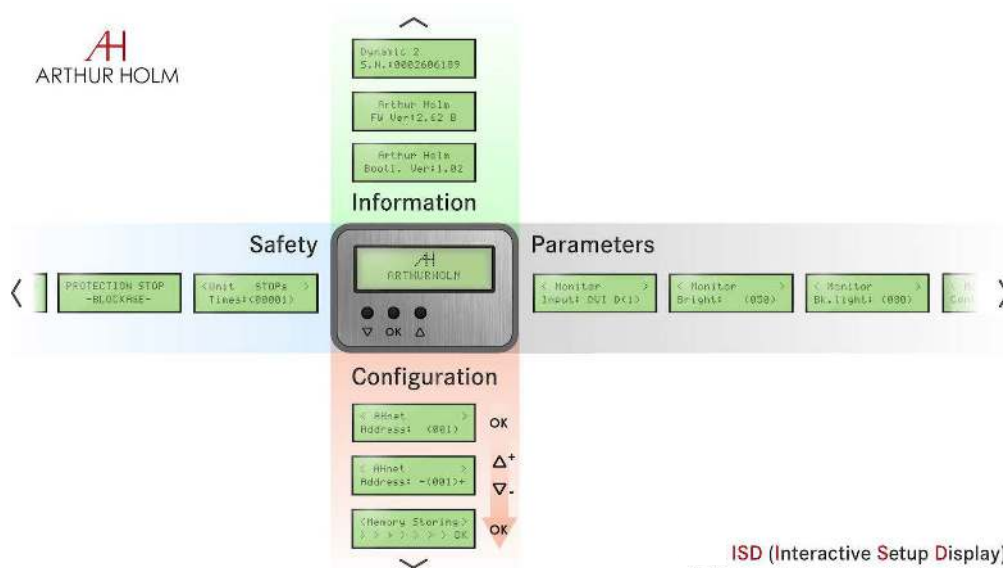 AH
ARTHUR HOLM
Dynamic 2
S.N.:0002606189
Arthur Holm
FW Ver:2.62 B
Arthur Holm
Bootl. Ver:1.02
Information
Safety
Parameters
PROTECTION STOP
-BLOCKAGE-
<Unit STOPs >
Times:(00001)
AH
ARTHURHOLM
▽ OK △
< Monitor >
Input: DVI D(1)
< Monitor >
Bright: (050)
< Monitor >
Bk.light: (080)
Configuration
< AHnet >
Address: (001)
OK
< AHnet >
Address: -(001)+
△+
▽-
<Memory Storing>
> > > > > > > OK
OK
ISD (Interactive Setup Display)